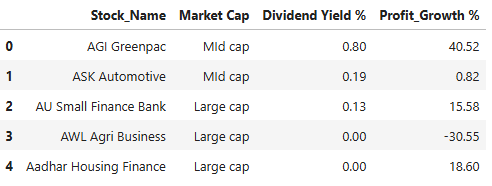 Stock_Name Market Cap Dividend Yield % Profit_Growth %
0 AGI Greenpac MId cap 0.80 40.52
1 ASK Automotive MId cap 0.19 0.82
2 AU Small Finance Bank Large cap 0.13 15.58
3 AWL Agri Business Large cap 0.00 -30.55
4 Aadhar Housing Finance Large cap 0.00 18.60